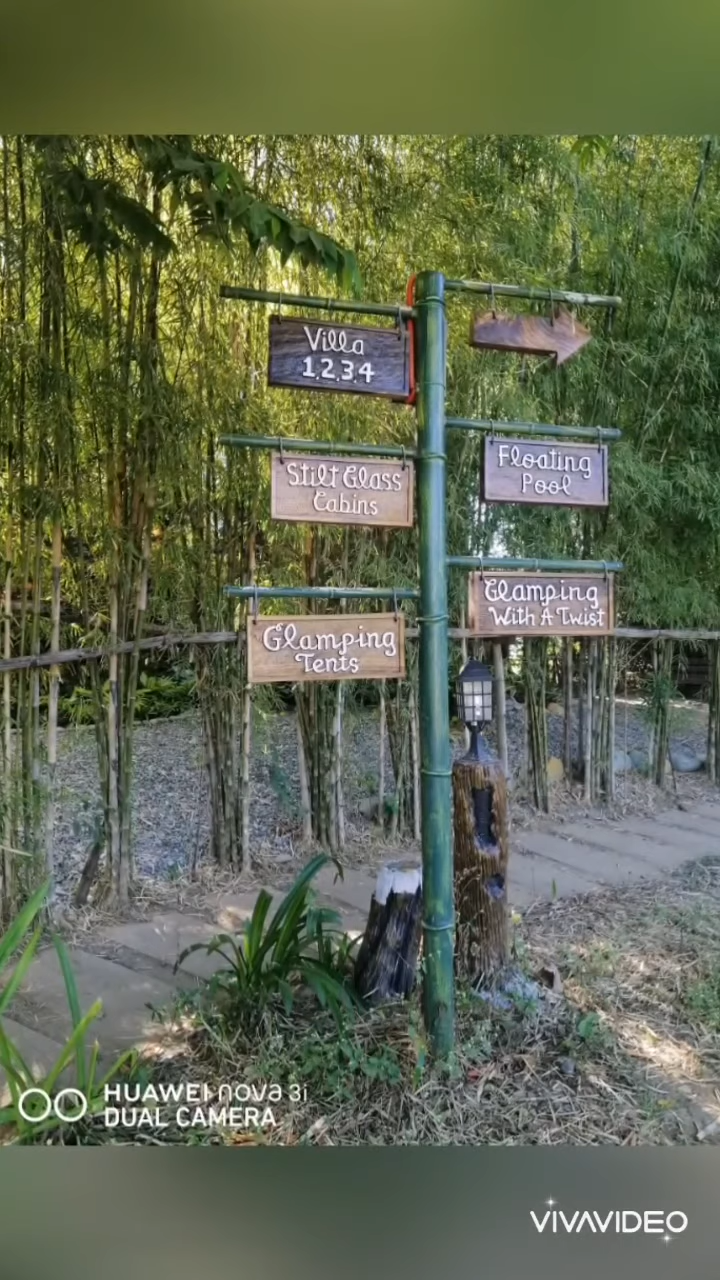 Villa
1,2,3,4
Stilt Glass
Cabins
Floating
Pool
Glamping
Tents
Glamping
With A Twist
HUAWEI nova 3i
DUAL CAMERA
VIVAVIDEO